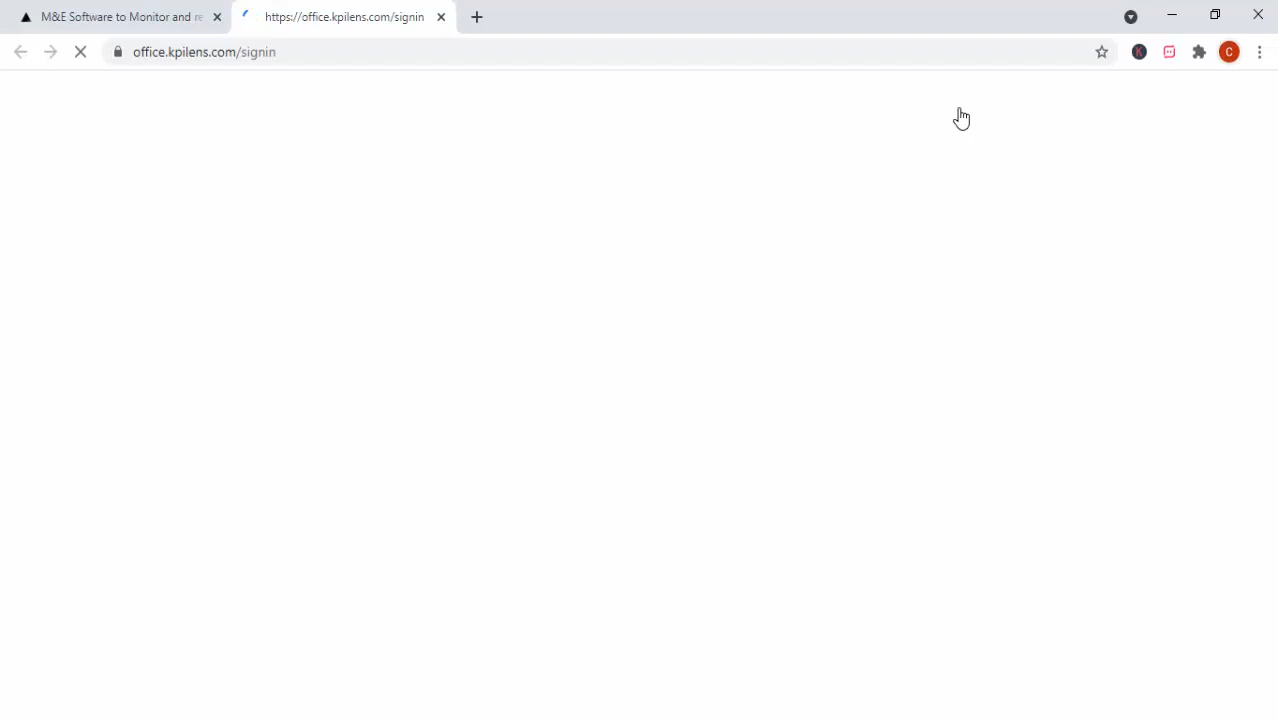 M&E Software to Monitor and re
https://office.kpilens.com/signin
office.kpilens.com/signin
K
C